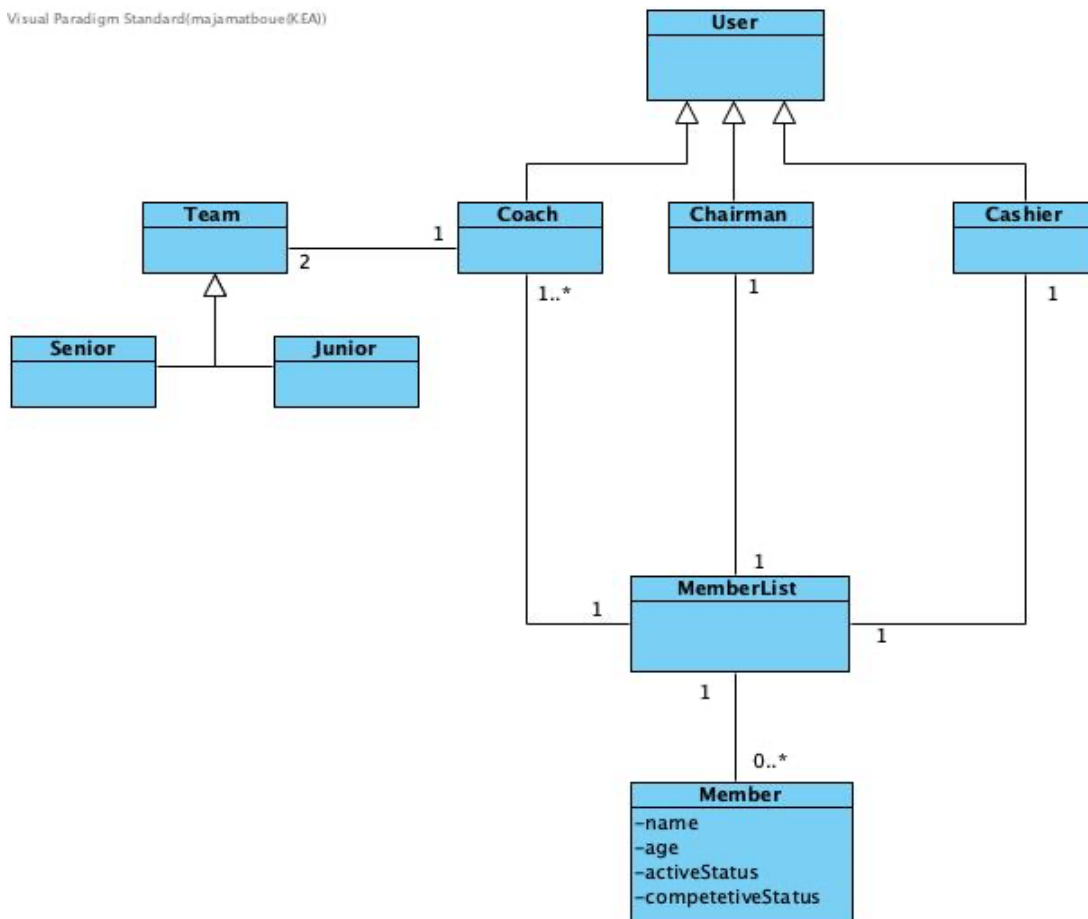 Visual Paradigm Standard(majamatboue(KEA))
User
Team
Coach
Chairman
Cashier
1
2
1..*
1
1
Senior
Junior
1
MemberList
1
1
1
0..*
Member
-name
-age
-activeStatus
-competetiveStatus